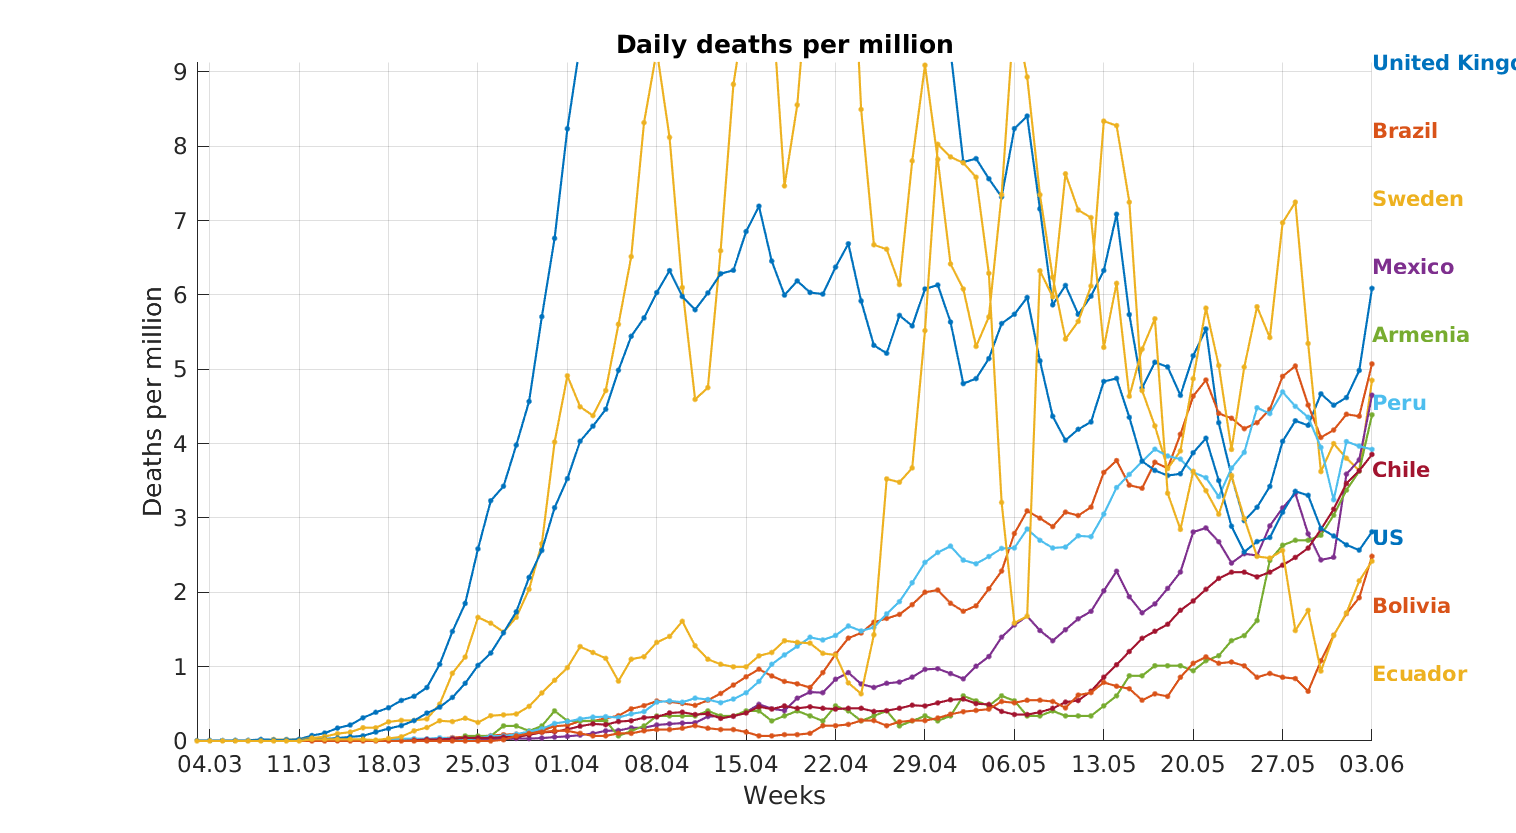 Daily deaths per million
Deaths per million
9
8
7
6
5
4
3
2
1
0
04.03 11.03 18.03 25.03 01.04 08.04 15.04 22.04 29.04 06.05 13.05 20.05 27.05 03.06
Weeks
United Kingd
Brazil
Sweden
Mexico
Armenia
Peru
Chile
US
Bolivia
Ecuador